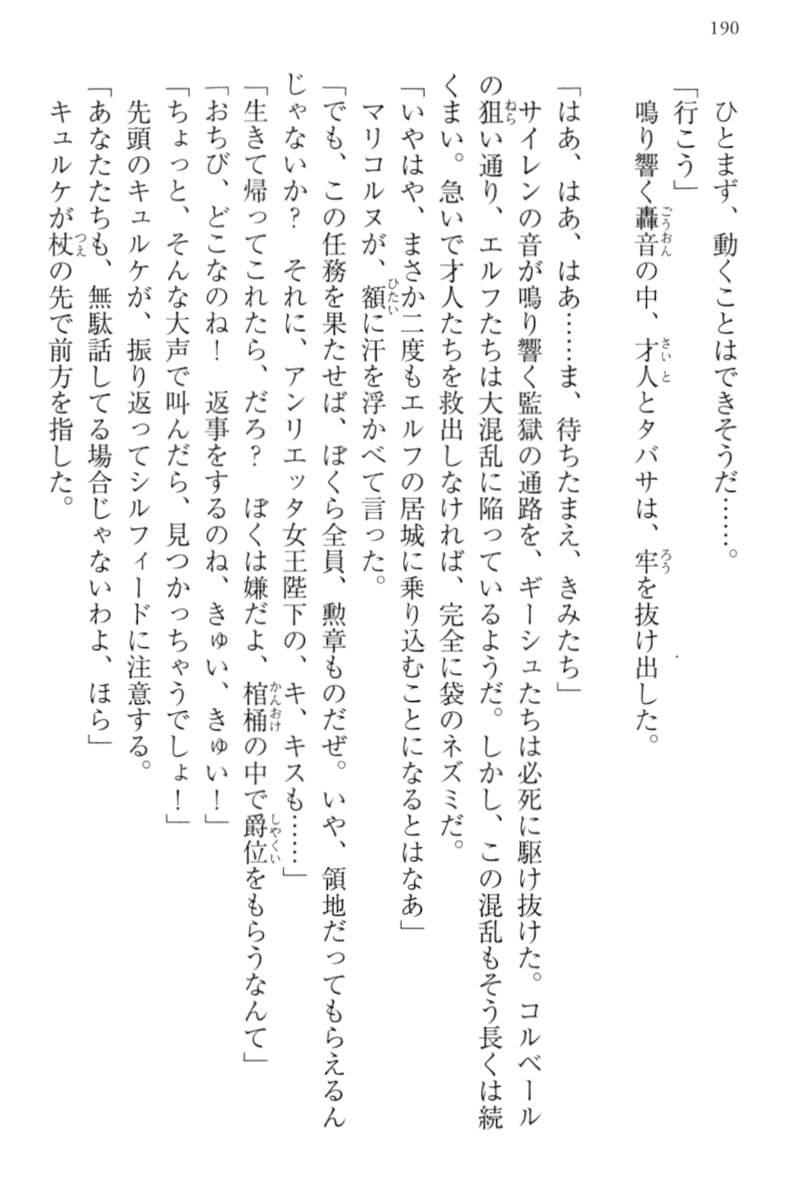 190
ひとまず、動くことはできそうだ……。
「行こう」
鳴り響く轟音の中、才人とタバサは、牢を抜け出した。
「はあ、はあ、はあ……ま、待ちたまえ、きみたち」
サイレンの音が鳴り響く監獄の通路を、ギーシュたちは必死に駆け抜けた。コルベール
の狙い通り、エルフたちは大混乱に陥っているようだ。しかし、この混乱もそう長くは続
くまい。急いで才人たちを救出しなければ、完全に袋のネズミだ。
「いやはや、まさか二度もエルフの居城に乗り込むことになるとはなあ」
マリコルヌが、額に汗を浮かべて言った。
「でも、この任務を果たせば、ぼくら全員、勲章ものだぜ。いや、領地だってもらえるん
じゃないか？　それに、アンリエッタ女王陛下の、キ、キスも……」
「生きて帰ってこれたら、だろ？　ぼくは嫌だよ、棺桶の中で爵位をもらうなんて」
「おちび、どこなのね！　返事をするのね、きゅい、きゅい！」
「ちょっと、そんな大声で叫んだら、見つかっちゃうでしょ！」
先頭のキュルケが、振り返ってシルフィードに注意する。
「あなたたちも、無駄話してる場合じゃないわよ、ほら」
キュルケが杖の先で前方を指した。